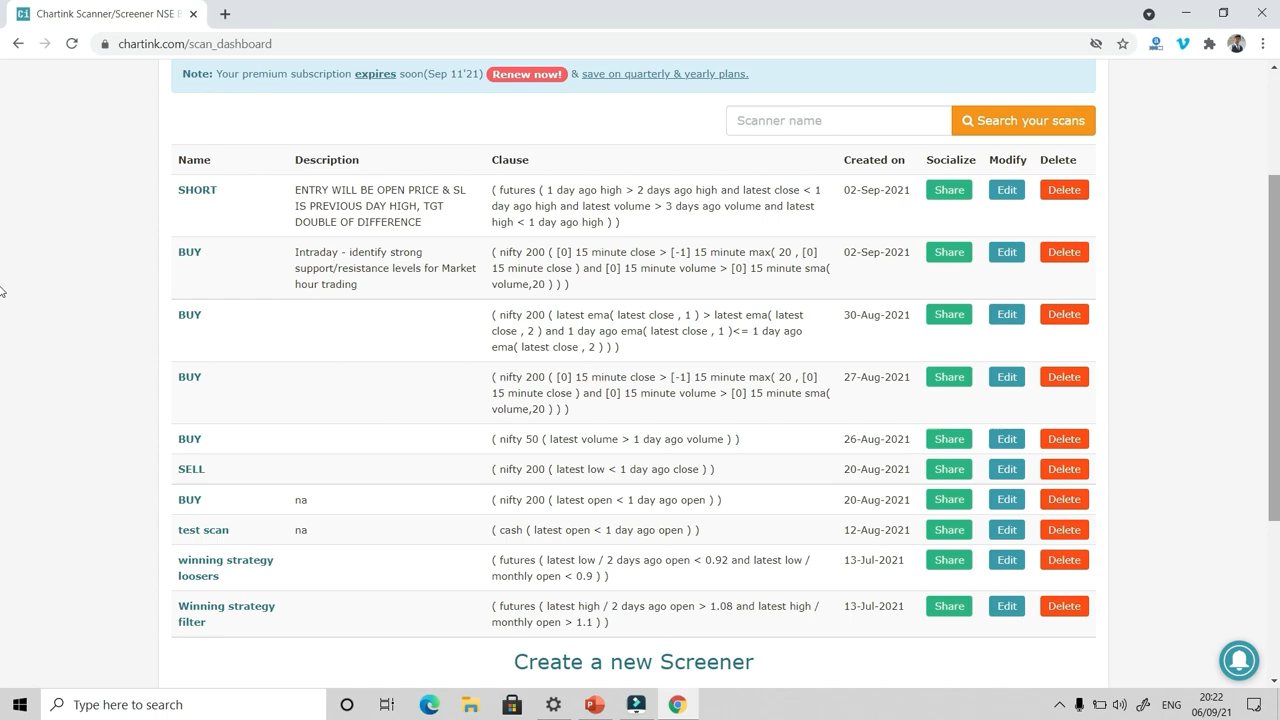 Chartink Scanner/Screener NSE B
chartink.com/scan_dashboard
Note: Your premium subscription expires soon(Sep 11'21) Renew now! & save on quarterly & yearly plans.
Scanner name
Search your scans
Name Description Clause Created on Socialize Modify Delete
SHORT ENTRY WILL BE OPEN PRICE & SL ( futures ( 1 day ago high > 2 days ago high and latest close < 1 02-Sep-2021 Share Edit Delete
IS PREVIOUS DAY HIGH, TGT day ago high and latest volume > 3 days ago volume and latest
DOUBLE OF DIFFERENCE high < 1 day ago high ) )
BUY Intraday - identify strong ( nifty 200 ( [0] 15 minute close > [-1] 15 minute max( 20 , [0] 02-Sep-2021 Share Edit Delete
support/resistance levels for Market 15 minute close ) and [0] 15 minute volume > [0] 15 minute sma(
hour trading volume,20 ) ) )
BUY ( nifty 200 ( latest ema( latest close , 1 ) > latest ema( latest 30-Aug-2021 Share Edit Delete
close , 2 ) and 1 day ago ema( latest close , 1 )<= 1 day ago
ema( latest close , 2 ) ) )
BUY ( nifty 200 ( [0] 15 minute close > [-1] 15 minute max( 20 , [0] 27-Aug-2021 Share Edit Delete
15 minute close ) and [0] 15 minute volume > [0] 15 minute sma(
volume,20 ) ) )
BUY ( nifty 50 ( latest volume > 1 day ago volume ) ) 26-Aug-2021 Share Edit Delete
SELL ( nifty 200 ( latest low < 1 day ago close ) ) 20-Aug-2021 Share Edit Delete
BUY na ( nifty 200 ( latest open < 1 day ago open ) ) 20-Aug-2021 Share Edit Delete
test scan na ( cash ( latest open < 1 day ago open ) ) 12-Aug-2021 Share Edit Delete
winning strategy ( futures ( latest low / 2 days ago open < 0.92 and latest low / 13-Jul-2021 Share Edit Delete
loosers monthly open < 0.9 ) )
Winning strategy ( futures ( latest high / 2 days ago open > 1.08 and latest high / 13-Jul-2021 Share Edit Delete
filter monthly open > 1.1 ) )
Create a new Screener
Type here to search
ENG
20:22
06/09/21